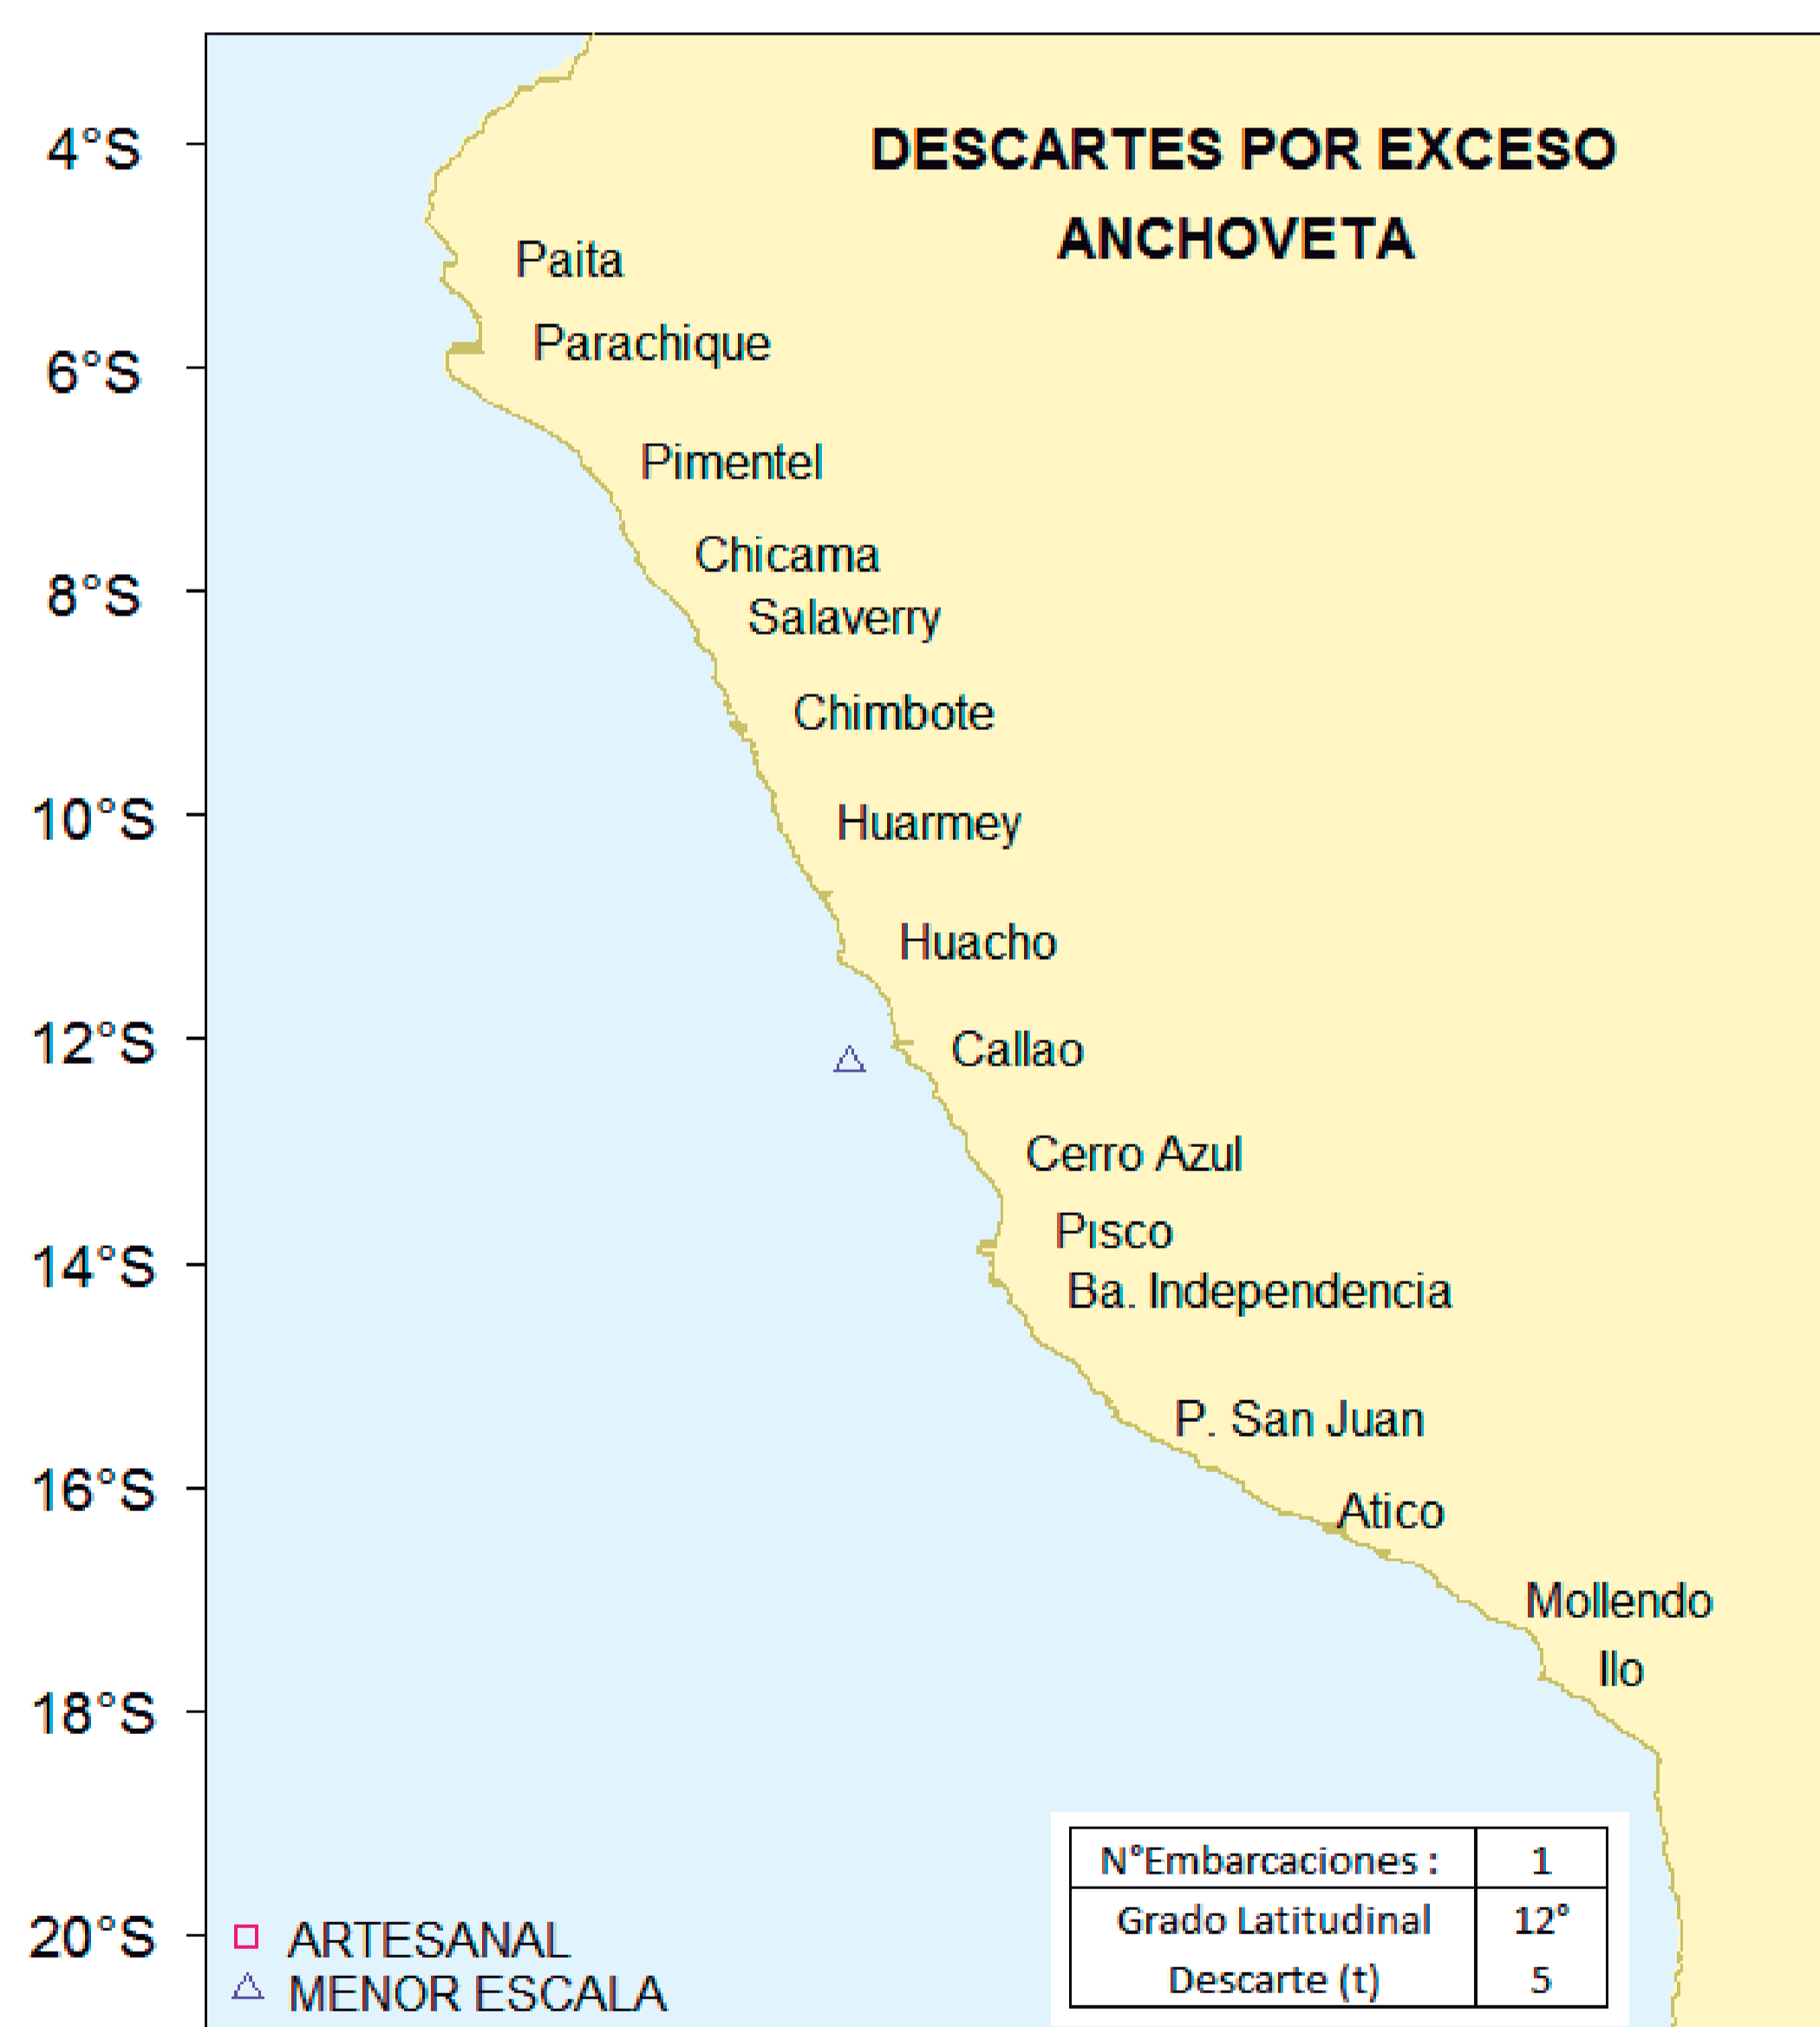 DESCARTES POR EXCESO
ANCHOVETA
4°S
6°S
8°S
10°S
12°S
14°S
16°S
18°S
20°S
Paita
Parachique
Pimentel
Chicama
Salaverry
Chimbote
Huarmey
Huacho
Callao
Cerro Azul
Pisco
Ba. Independencia
P. San Juan
Atico
Mollendo
Ilo
N°Embarcaciones : 1
Grado Latitudinal 12°
Descarte (t) 5
ARTESANAL
MENOR ESCALA